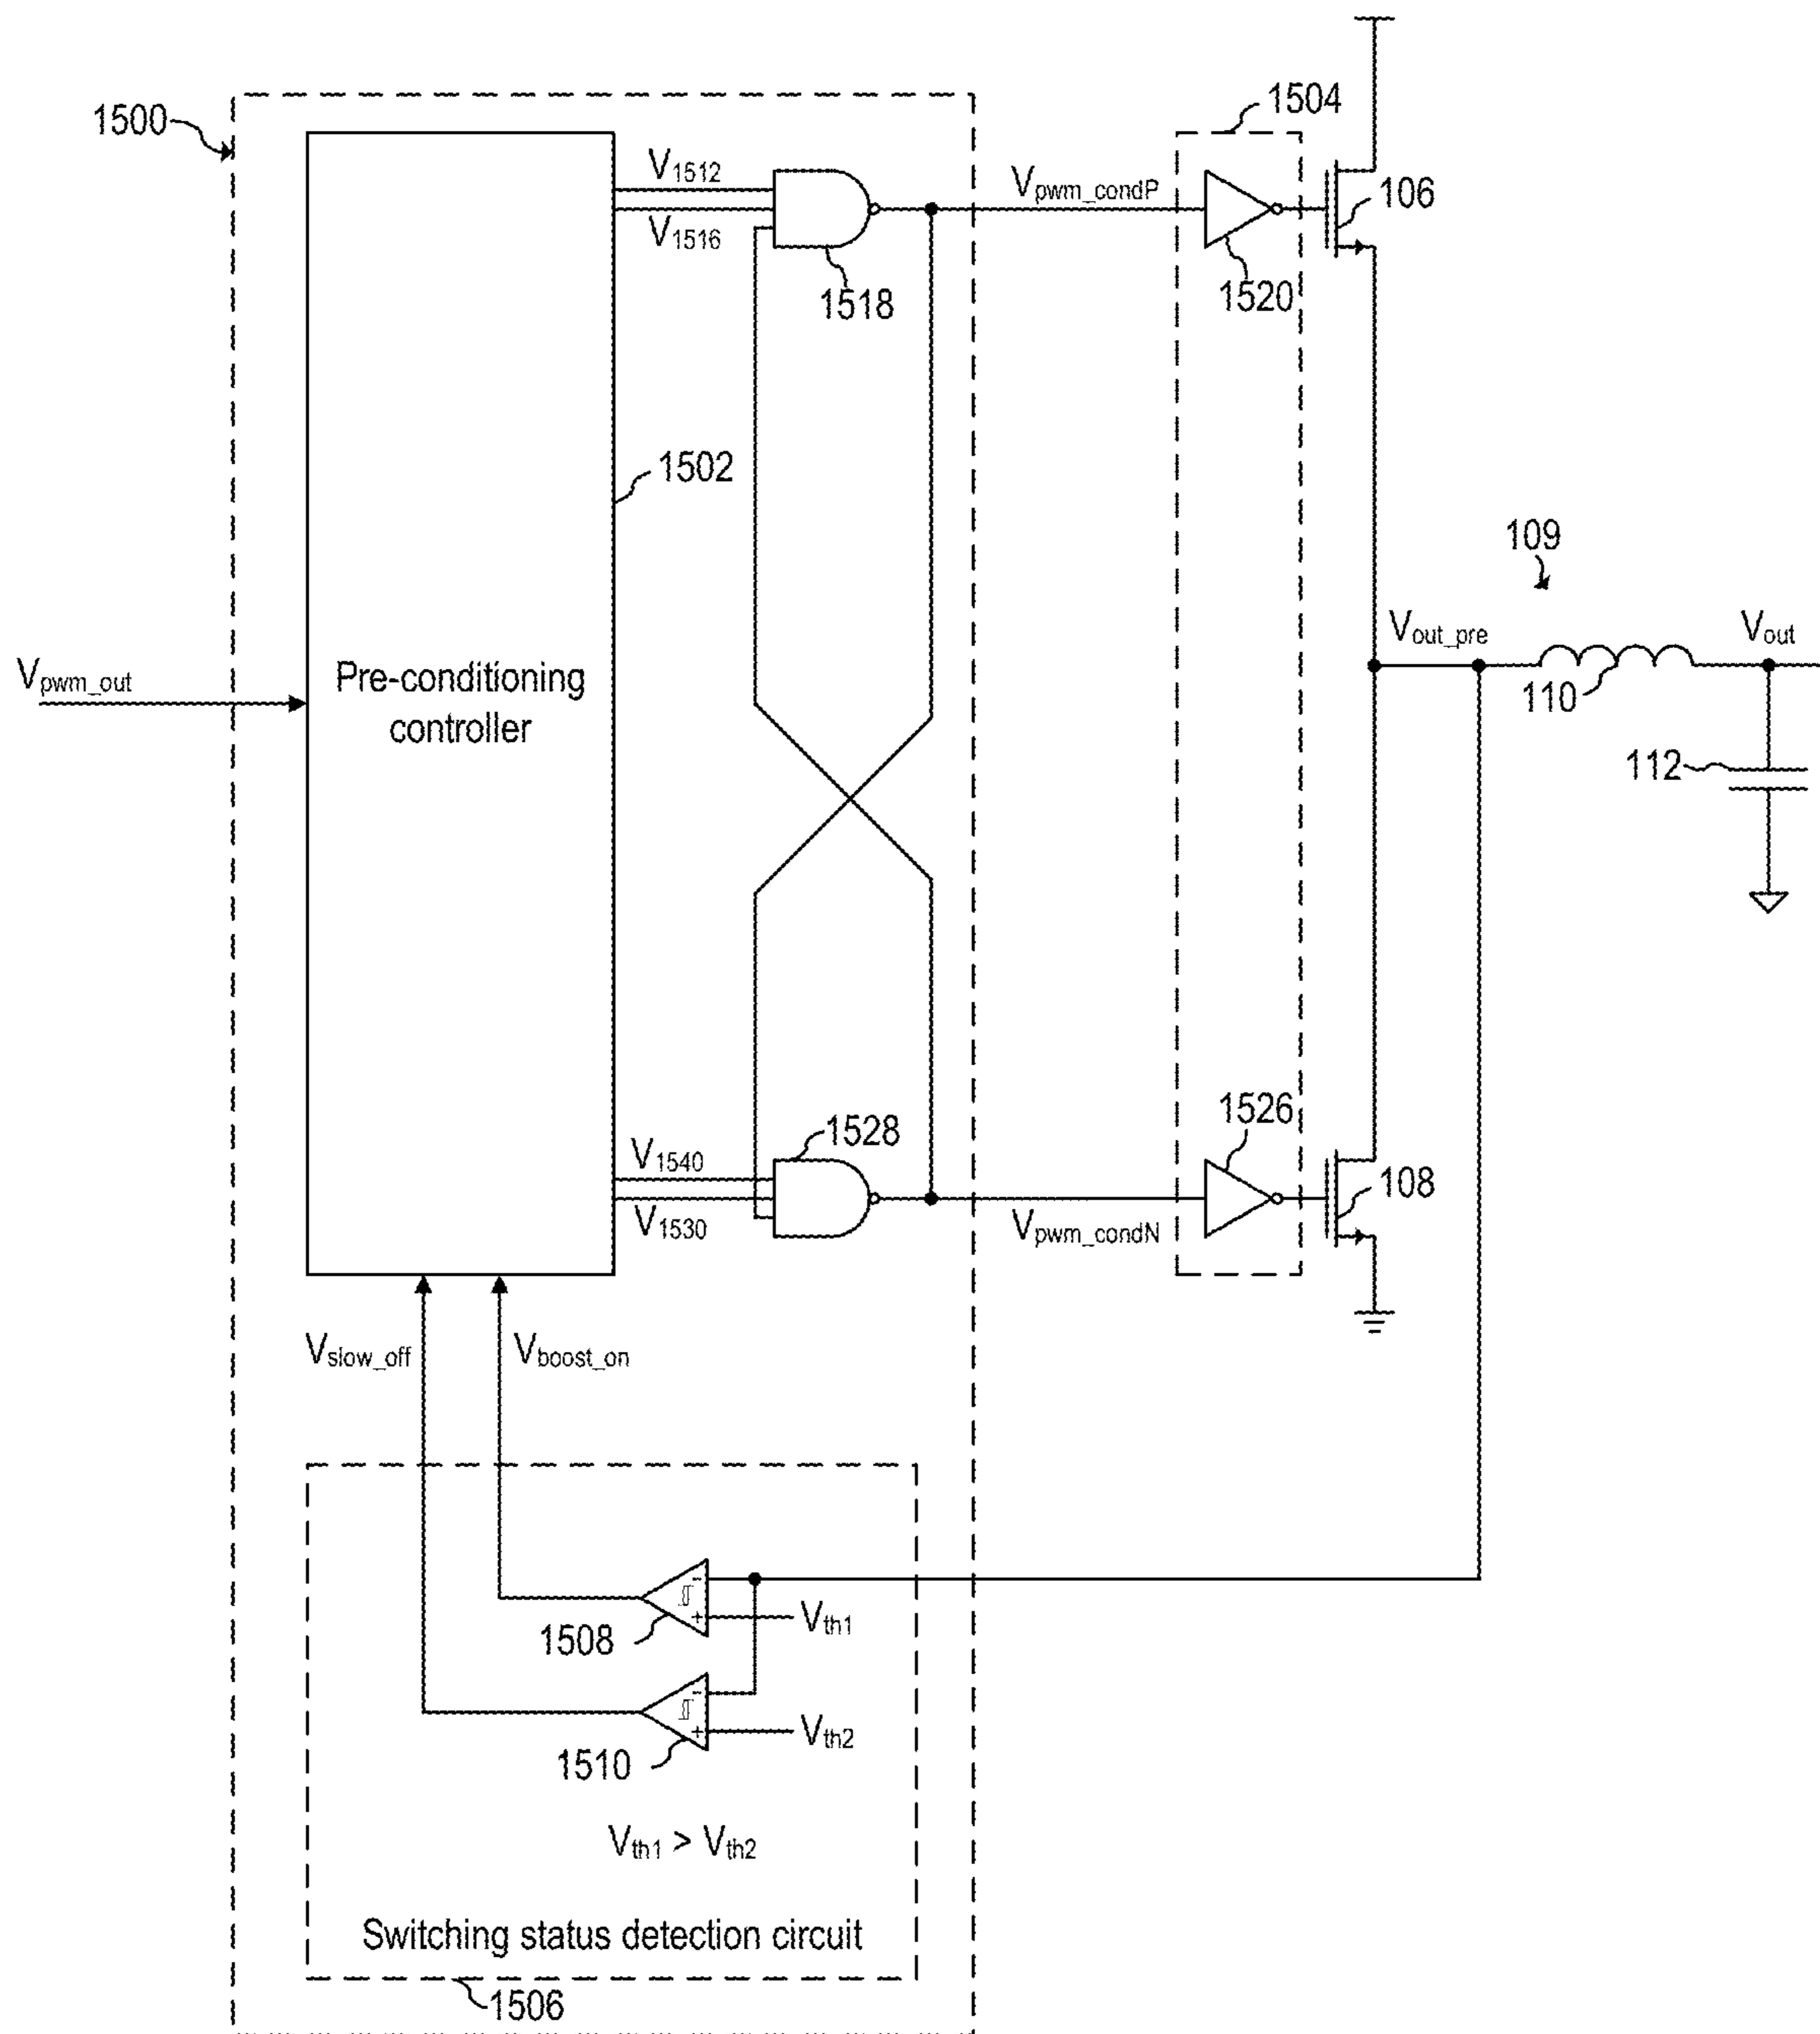 1500
1504
V1512
V1516
1518
Vpwm_condP
1520
106
1502
109
Vout_pre
Vout
110
112
Vpwm_out
Pre-conditioning
controller
V1540
V1530
1528
Vpwm_condN
1526
108
Vslow_off
Vboost_on
-
+
1508
Vth1
-
+
1510
Vth2
Vth1 > Vth2
Switching status detection circuit
1506